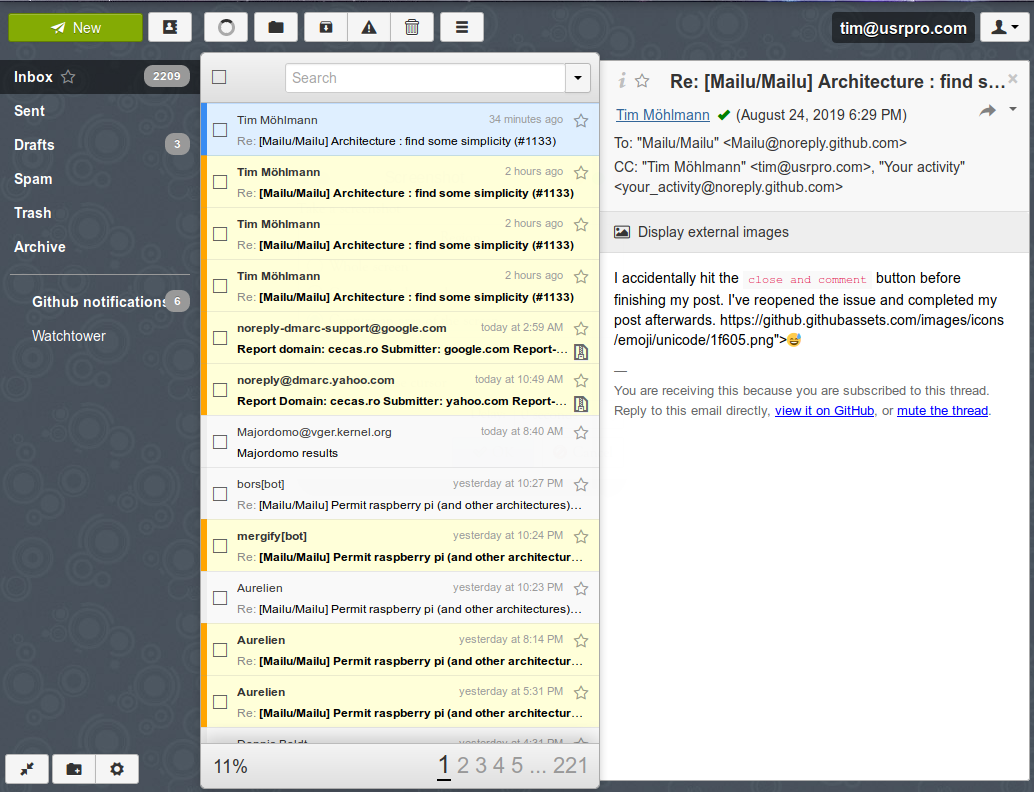 New
tim@usrpro.com
Inbox 2209
Sent
Drafts 3
Spam
Trash
Archive
Github notifications 6
Watchtower
Search
Tim Möhlmann 34 minutes ago
Re: [Mailu/Mailu] Architecture : find some simplicity (#1133)
Tim Möhlmann 2 hours ago
Re: [Mailu/Mailu] Architecture : find some simplicity (#1133)
Tim Möhlmann 2 hours ago
Re: [Mailu/Mailu] Architecture : find some simplicity (#1133)
Tim Möhlmann 2 hours ago
Re: [Mailu/Mailu] Architecture : find some simplicity (#1133)
noreply-dmarc-support@google.com today at 2:59 AM
Report domain: cecas.ro Submitter: google.com Report-...
noreply@dmarc.yahoo.com today at 10:49 AM
Report Domain: cecas.ro Submitter: yahoo.com Report-...
Majordomo@vger.kernel.org today at 8:40 AM
Majordomo results
bors[bot] yesterday at 10:27 PM
Re: [Mailu/Mailu] Permit raspberry pi (and other architectures)...
mergify[bot] yesterday at 10:24 PM
Re: [Mailu/Mailu] Permit raspberry pi (and other architectur...
Aurelien yesterday at 10:23 PM
Re: [Mailu/Mailu] Permit raspberry pi (and other architectures)...
Aurelien yesterday at 8:14 PM
Re: [Mailu/Mailu] Permit raspberry pi (and other architectur...
Aurelien yesterday at 5:31 PM
Re: [Mailu/Mailu] Permit raspberry pi (and other architectur...
yesterday at 4:31 PM
11% 1 2 3 4 5 ... 221
Re: [Mailu/Mailu] Architecture : find s...
Tim Möhlmann (August 24, 2019 6:29 PM)
To: "Mailu/Mailu" <Mailu@noreply.github.com>
CC: "Tim Möhlmann" <tim@usrpro.com>, "Your activity"
<your_activity@noreply.github.com>
Display external images
I accidentally hit the close and comment button before
finishing my post. I've reopened the issue and completed my
post afterwards. https://github.githubassets.com/images/icons
/emoji/unicode/1f605.png">😅
—
You are receiving this because you are subscribed to this thread.
Reply to this email directly, view it on GitHub, or mute the thread.